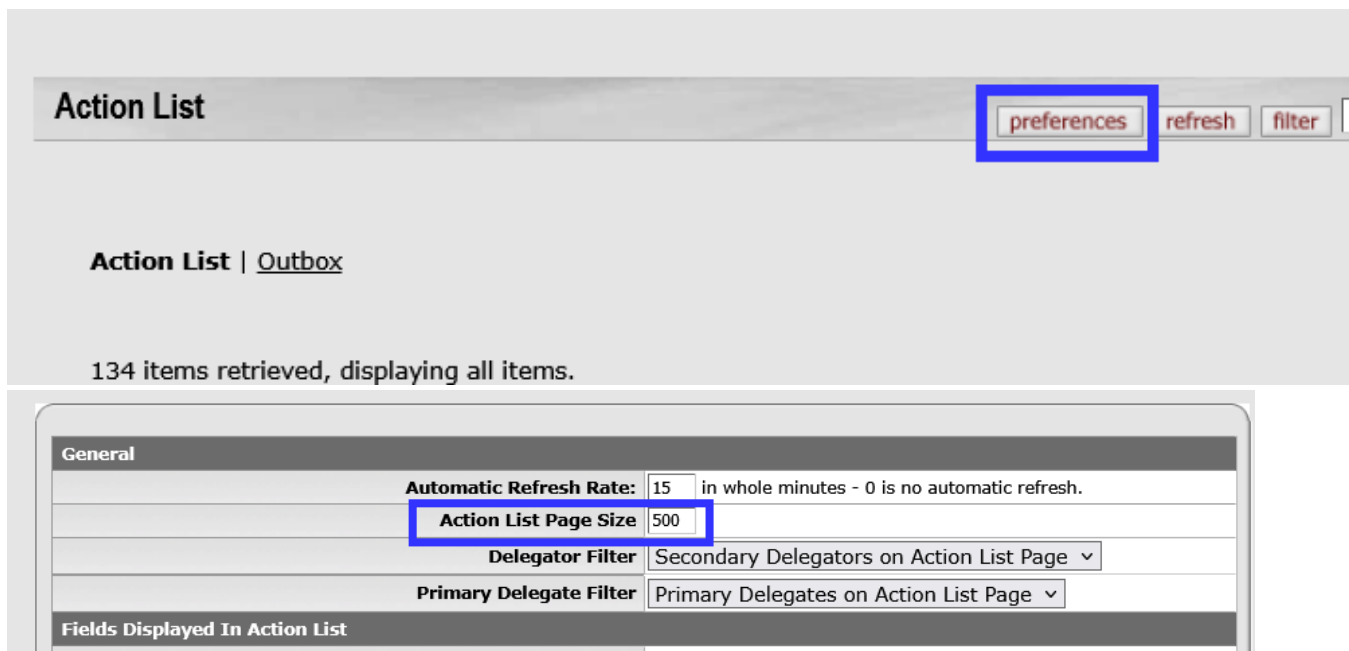 Action List
preferences refresh filter
Action List | Outbox
134 items retrieved, displaying all items.
General
Automatic Refresh Rate: 15 in whole minutes - 0 is no automatic refresh.
Action List Page Size 500
Delegator Filter Secondary Delegators on Action List Page
Primary Delegate Filter Primary Delegates on Action List Page
Fields Displayed In Action List